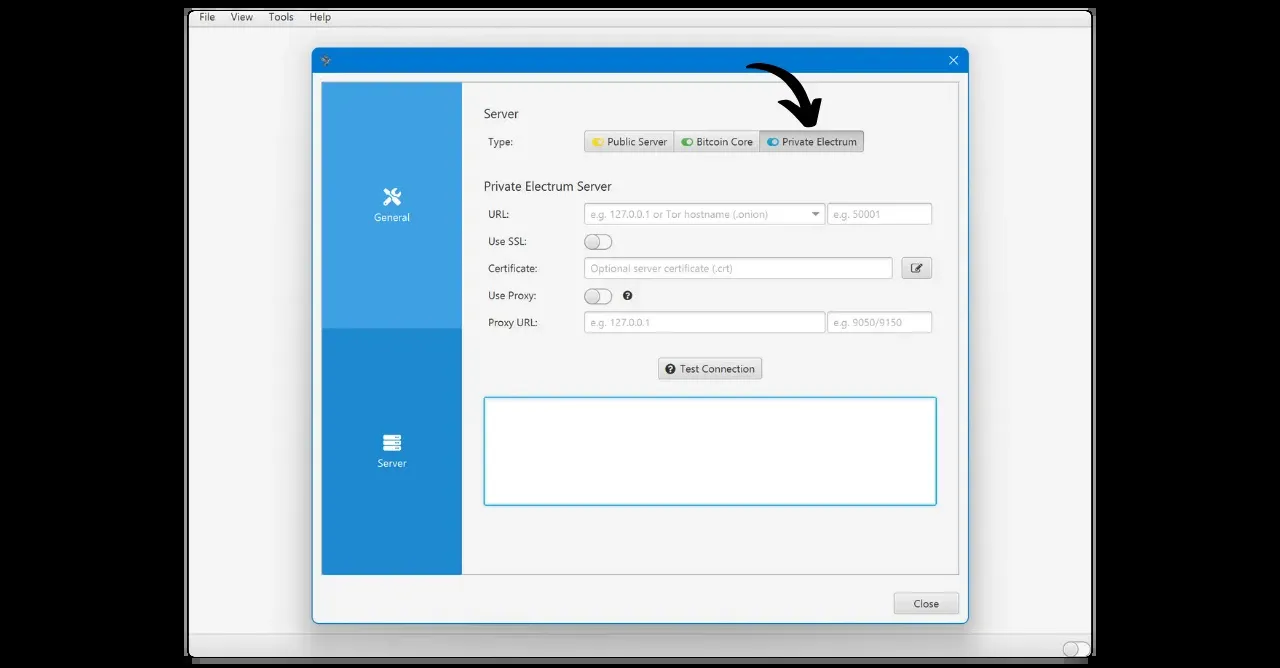 File View Tools Help
General
Server
Server
Type: Public Server Bitcoin Core Private Electrum
Private Electrum Server
URL: e.g. 127.0.0.1 or Tor hostname (.onion) e.g. 50001
Use SSL:
Certificate: Optional server certificate (.crt)
Use Proxy: ?
Proxy URL: e.g. 127.0.0.1 e.g. 9050/9150
? Test Connection
Close